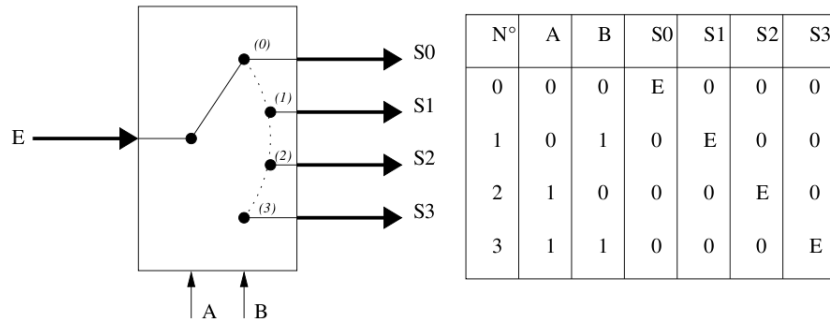 (0)
S0
(1)
S1
E
(2)
S2
(3)
S3
A B
N° A B S0 S1 S2 S3
0 0 0 E 0 0 0
1 0 1 0 E 0 0
2 1 0 0 0 E 0
3 1 1 0 0 0 E